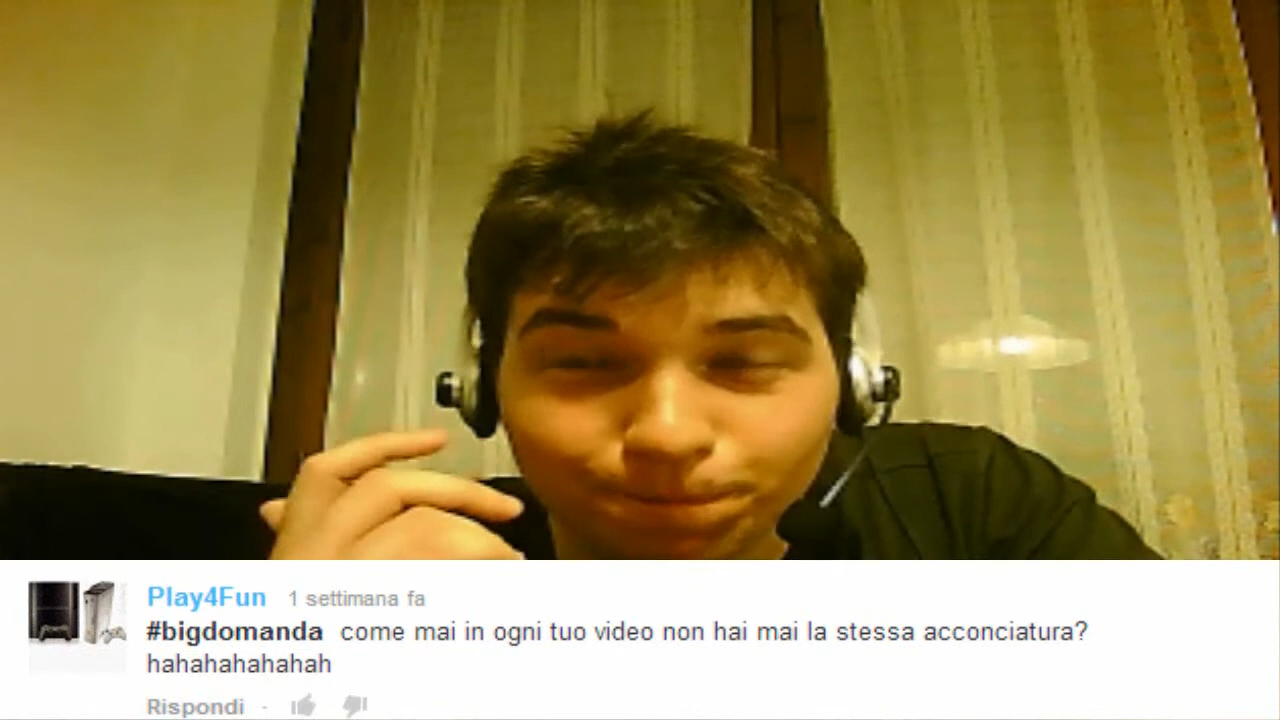 Play4Fun 1 settimana fa
#bigdomanda come mai in ogni tuo video non hai mai la stessa acconciatura?
hahahahahahah
Rispondi ·